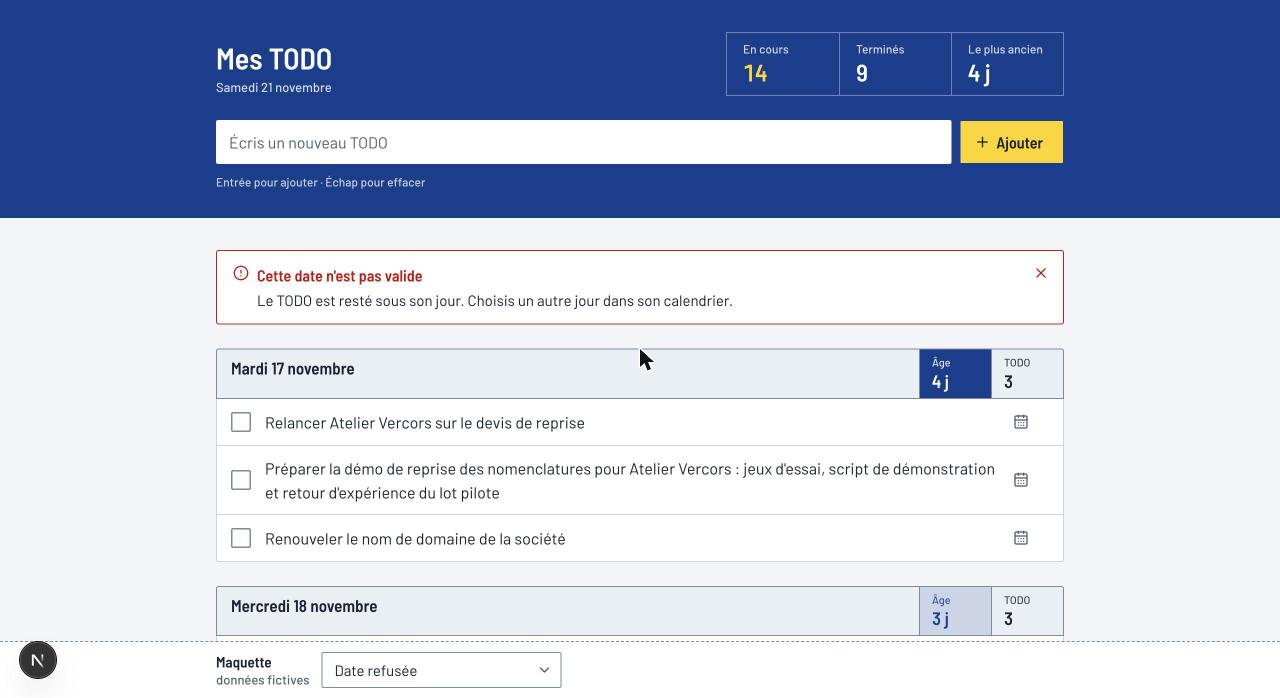 Mes TODO
Samedi 21 novembre
En cours
14
Terminés
9
Le plus ancien
4 j
Écris un nouveau TODO
+ Ajouter
Entrée pour ajouter · Échap pour effacer
Cette date n'est pas valide
Le TODO est resté sous son jour. Choisis un autre jour dans son calendrier.
Mardi 17 novembre
Âge
4 j
TODO
3
Relancer Atelier Vercors sur le devis de reprise
Préparer la démo de reprise des nomenclatures pour Atelier Vercors : jeux d'essai, script de démonstration
et retour d'expérience du lot pilote
Renouveler le nom de domaine de la société
Mercredi 18 novembre
Âge
3 j
TODO
3
N
Maquette
données fictives
Date refusée